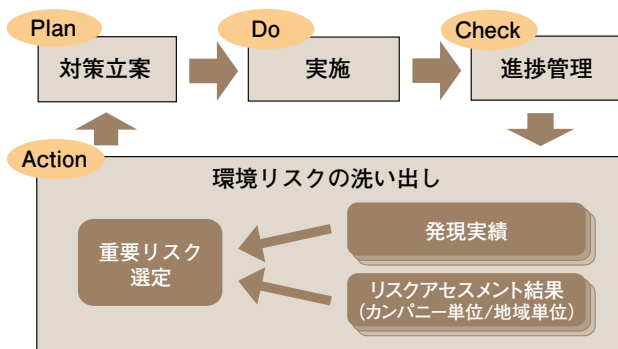 Plan
対策立案
Do
実施
Check
進捗管理
Action
環境リスクの洗い出し
重要リスク
選定
発現実績
リスクアセスメント結果
(カンパニー単位/地域単位)